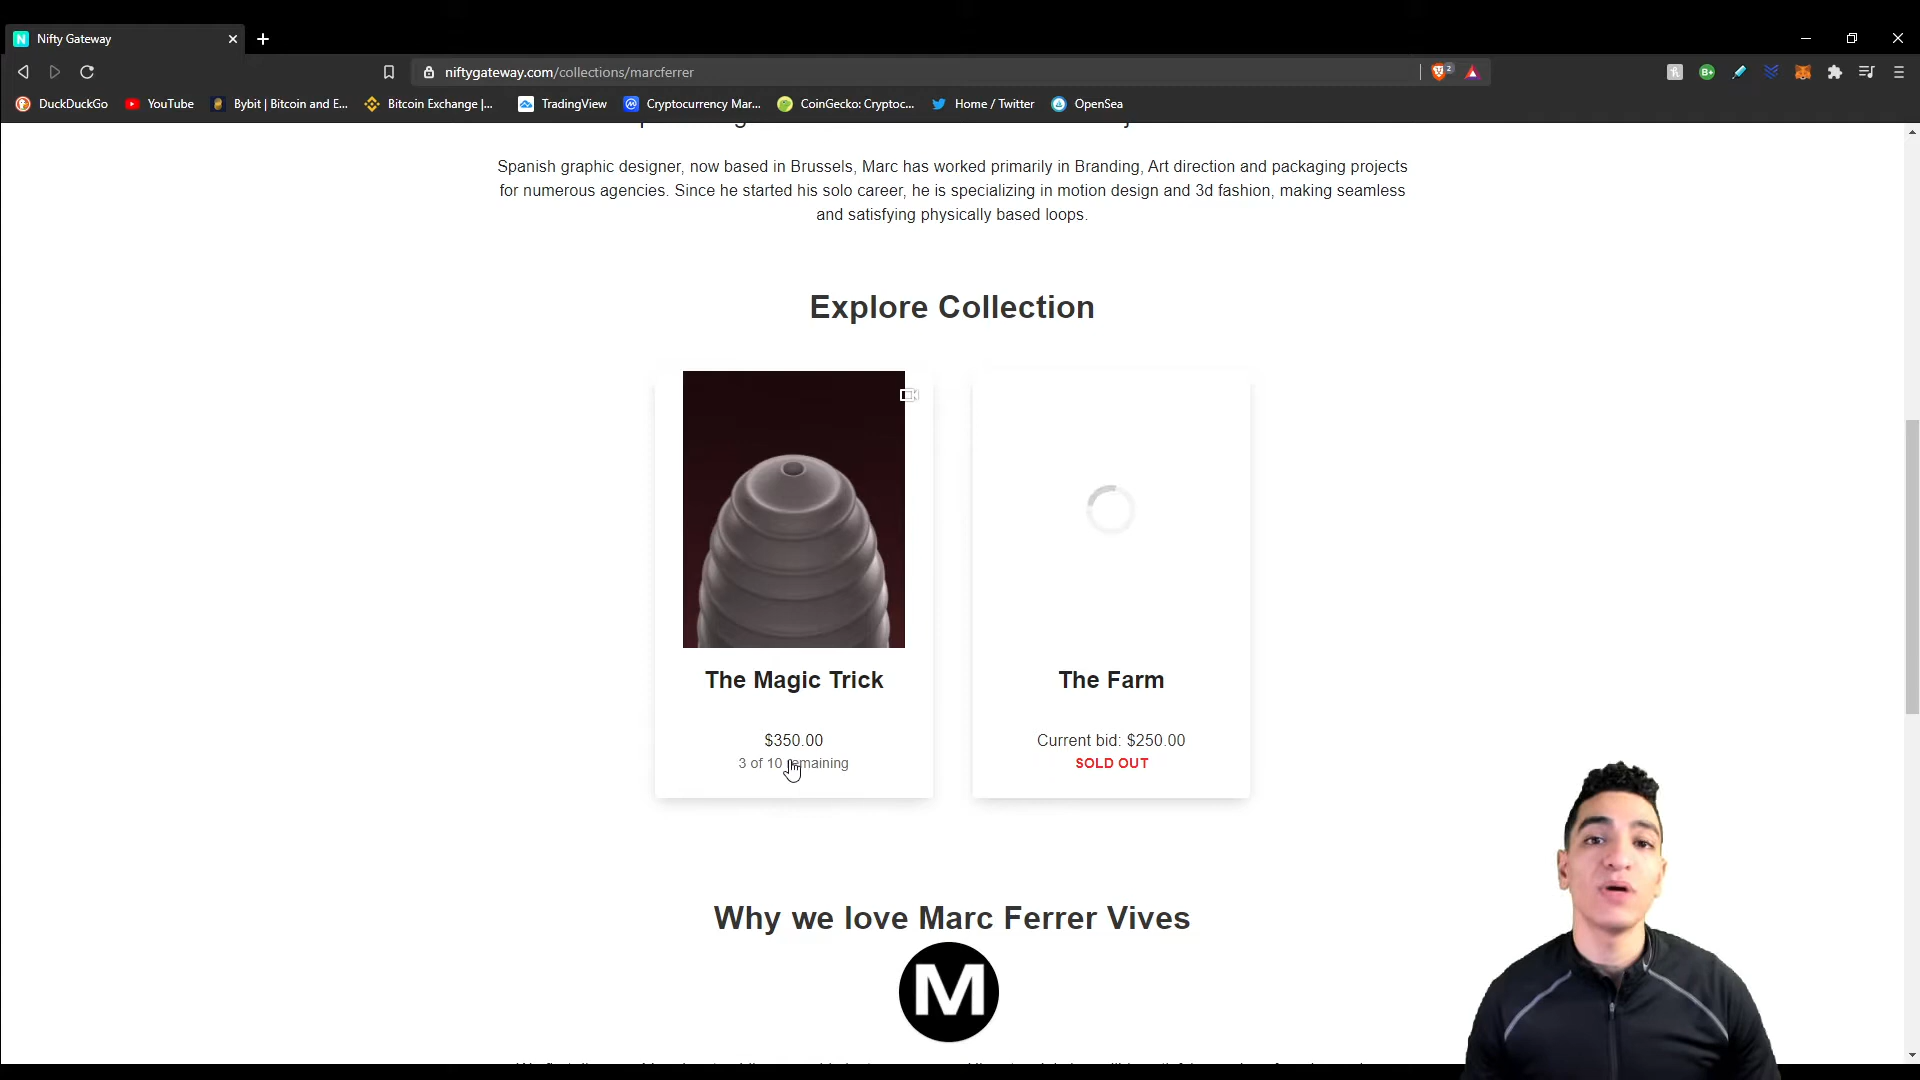 Nifty Gateway
niftygateway.com/collections/marcferrer
2
DuckDuckGo YouTube Bybit | Bitcoin and E... Bitcoin Exchange |... TradingView Cryptocurrency Mar... CoinGecko: Cryptoc... Home / Twitter OpenSea
Spanish graphic designer, now based in Brussels, Marc has worked primarily in Branding, Art direction and packaging projects
for numerous agencies. Since he started his solo career, he is specializing in motion design and 3d fashion, making seamless
and satisfying physically based loops.
Explore Collection
The Magic Trick
$350.00
3 of 10 remaining
The Farm
Current bid: $250.00
SOLD OUT
Why we love Marc Ferrer Vives
M